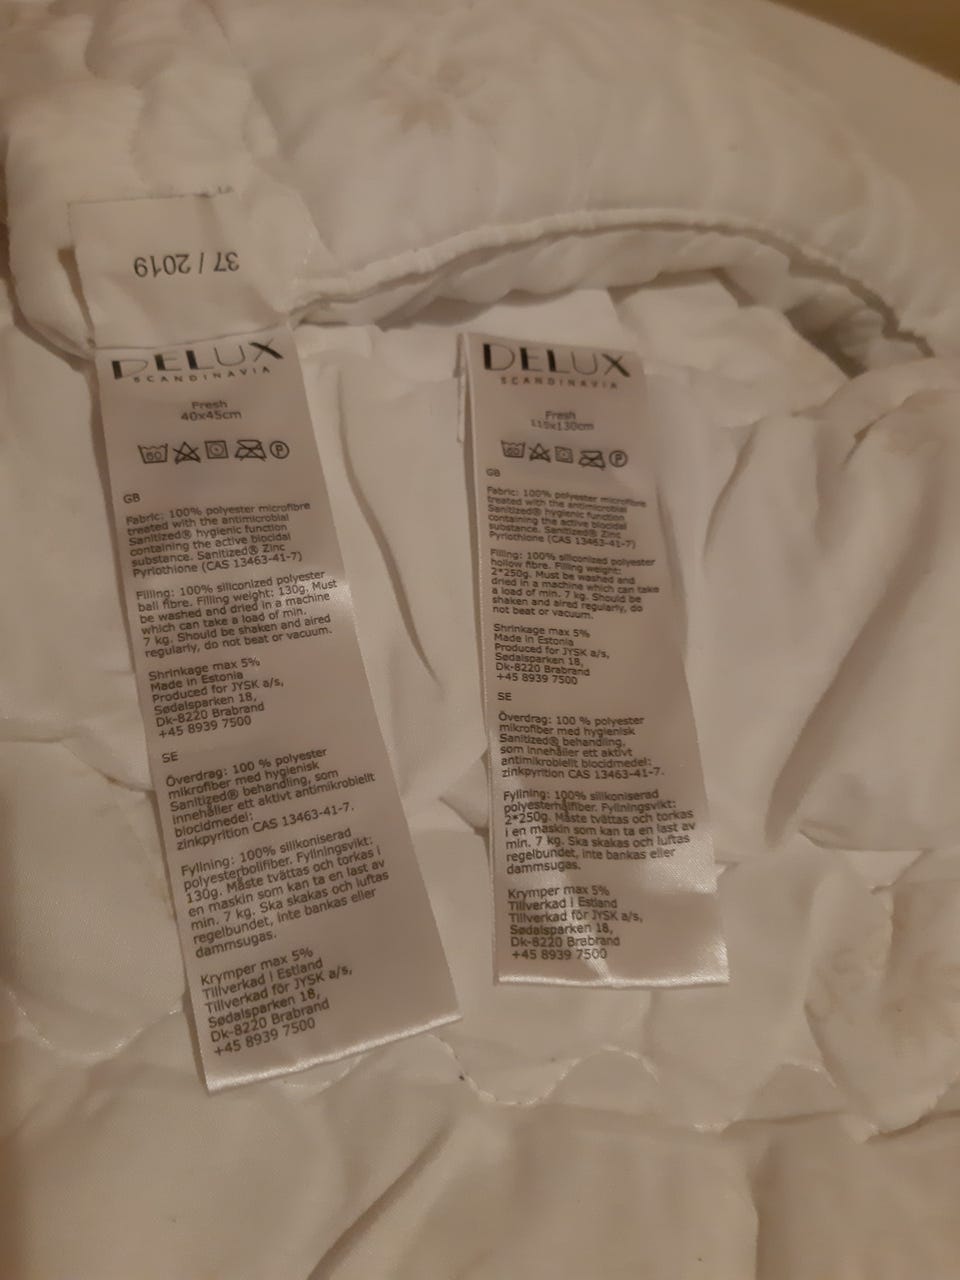 37 / 2019
DELUX
SCANDINAVIA
Fresh
40x45cm
60
P
GB
Fabric: 100% polyester microfibre
treated with the antimicrobial
Sanitized® hygienic function
containing the active biocidal
substance. Sanitized® Zinc
Pyriothione (CAS 13463-41-7)
Filling: 100% siliconized polyester
ball fibre. Filling weight: 130g. Must
be washed and dried in a machine
which can take a load of min.
7 kg. Should be shaken and aired
regularly, do not beat or vacuum.
Shrinkage max 5%
Made in Estonia
Produced for JYSK a/s,
Sødalsparken 18,
Dk-8220 Brabrand
+45 8939 7500
SE
Överdrag: 100 % polyester
mikrofiber med hygienisk
Sanitized® behandling, som
innehåller ett aktivt antimikrobiellt
biocidmedel:
zinkpyrition CAS 13463-41-7.
Fyllning: 100% silikoniserad
polyesterbollfiber. Fyllningsvikt:
130g. Måste tvättas och torkas i
en maskin som kan ta en last av
min. 7 kg. Ska skakas och luftas
regelbundet, inte bankas eller
dammsugas.
Krymper max 5%
Tillverkad i Estland
Tillverkad för JYSK a/s,
Sødalsparken 18,
Dk-8220 Brabrand
+45 8939 7500
DELUX
SCANDINAVIA
Fresh
110x130cm
60
P
GB
Fabric: 100% polyester microfibre
treated with the antimicrobial
Sanitized® hygienic function
containing the active biocidal
substance. Sanitized® Zinc
Pyriothione (CAS 13463-41-7)
Filling: 100% siliconized polyester
hollow fibre. Filling weight:
2*250g. Must be washed and
dried in a machine which can take
a load of min. 7 kg. Should be
shaken and aired regularly, do
not beat or vacuum.
Shrinkage max 5%
Made in Estonia
Produced for JYSK a/s,
Sødalsparken 18,
Dk-8220 Brabrand
+45 8939 7500
SE
Överdrag: 100 % polyester
mikrofiber med hygienisk
Sanitized® behandling,
som innehåller ett aktivt
antimikrobiellt biocidmedel:
zinkpyrition CAS 13463-41-7.
Fyllning: 100% silikoniserad
polyesterhålfiber. Fyllningsvikt:
2*250g. Måste tvättas och torkas
i en maskin som kan ta en last av
min. 7 kg. Ska skakas och luftas
regelbundet, inte bankas eller
dammsugas.
Krymper max 5%
Tillverkad i Estland
Tillverkad för JYSK a/s,
Sødalsparken 18,
Dk-8220 Brabrand
+45 8939 7500